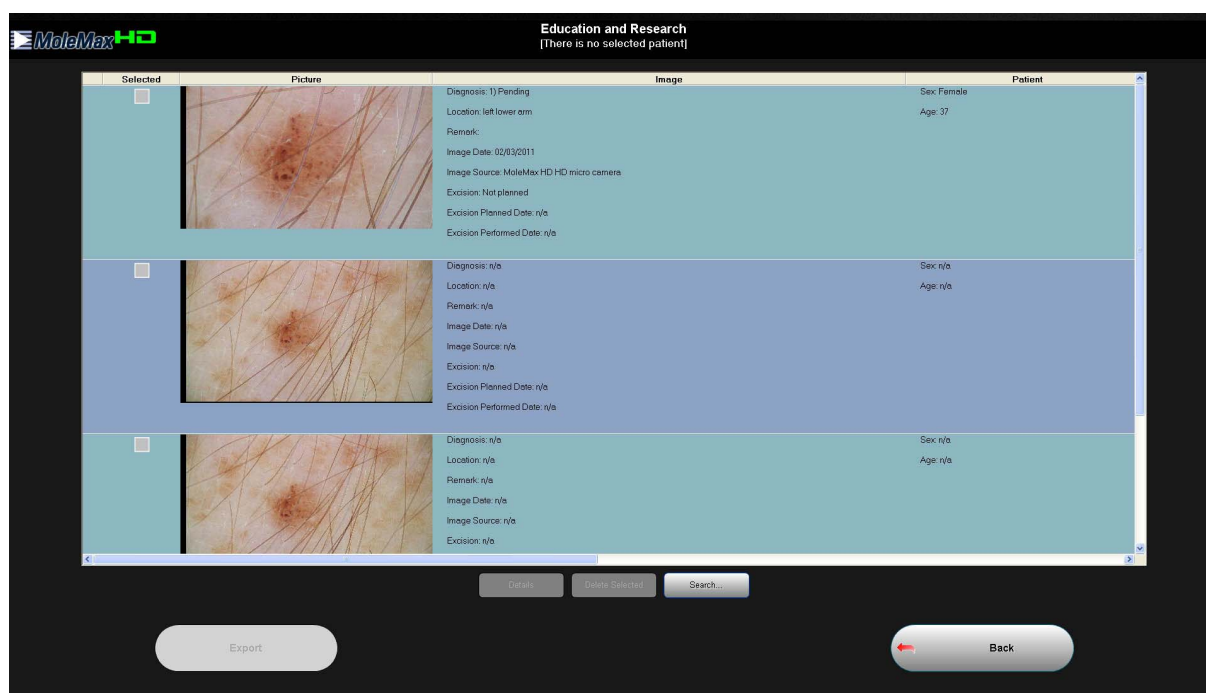 MoleMax HD
Education and Research
[There is no selected patient]
Selected Picture Image Patient
Diagnosis: 1) Pending
Location: left lower arm
Remark:
Image Date: 02/03/2011
Image Source: MoleMax HD HD micro camera
Excision: Not planned
Excision Planned Date: n/a
Excision Performed Date: n/a
Sex: Female
Age: 37
Diagnosis: n/a
Location: n/a
Remark: n/a
Image Date: n/a
Image Source: n/a
Excision: n/a
Excision Planned Date: n/a
Excision Performed Date: n/a
Sex: n/a
Age: n/a
Diagnosis: n/a
Location: n/a
Remark: n/a
Image Date: n/a
Image Source: n/a
Excision: n/a
Sex: n/a
Age: n/a
Details Delete Selected Search...
Export Back